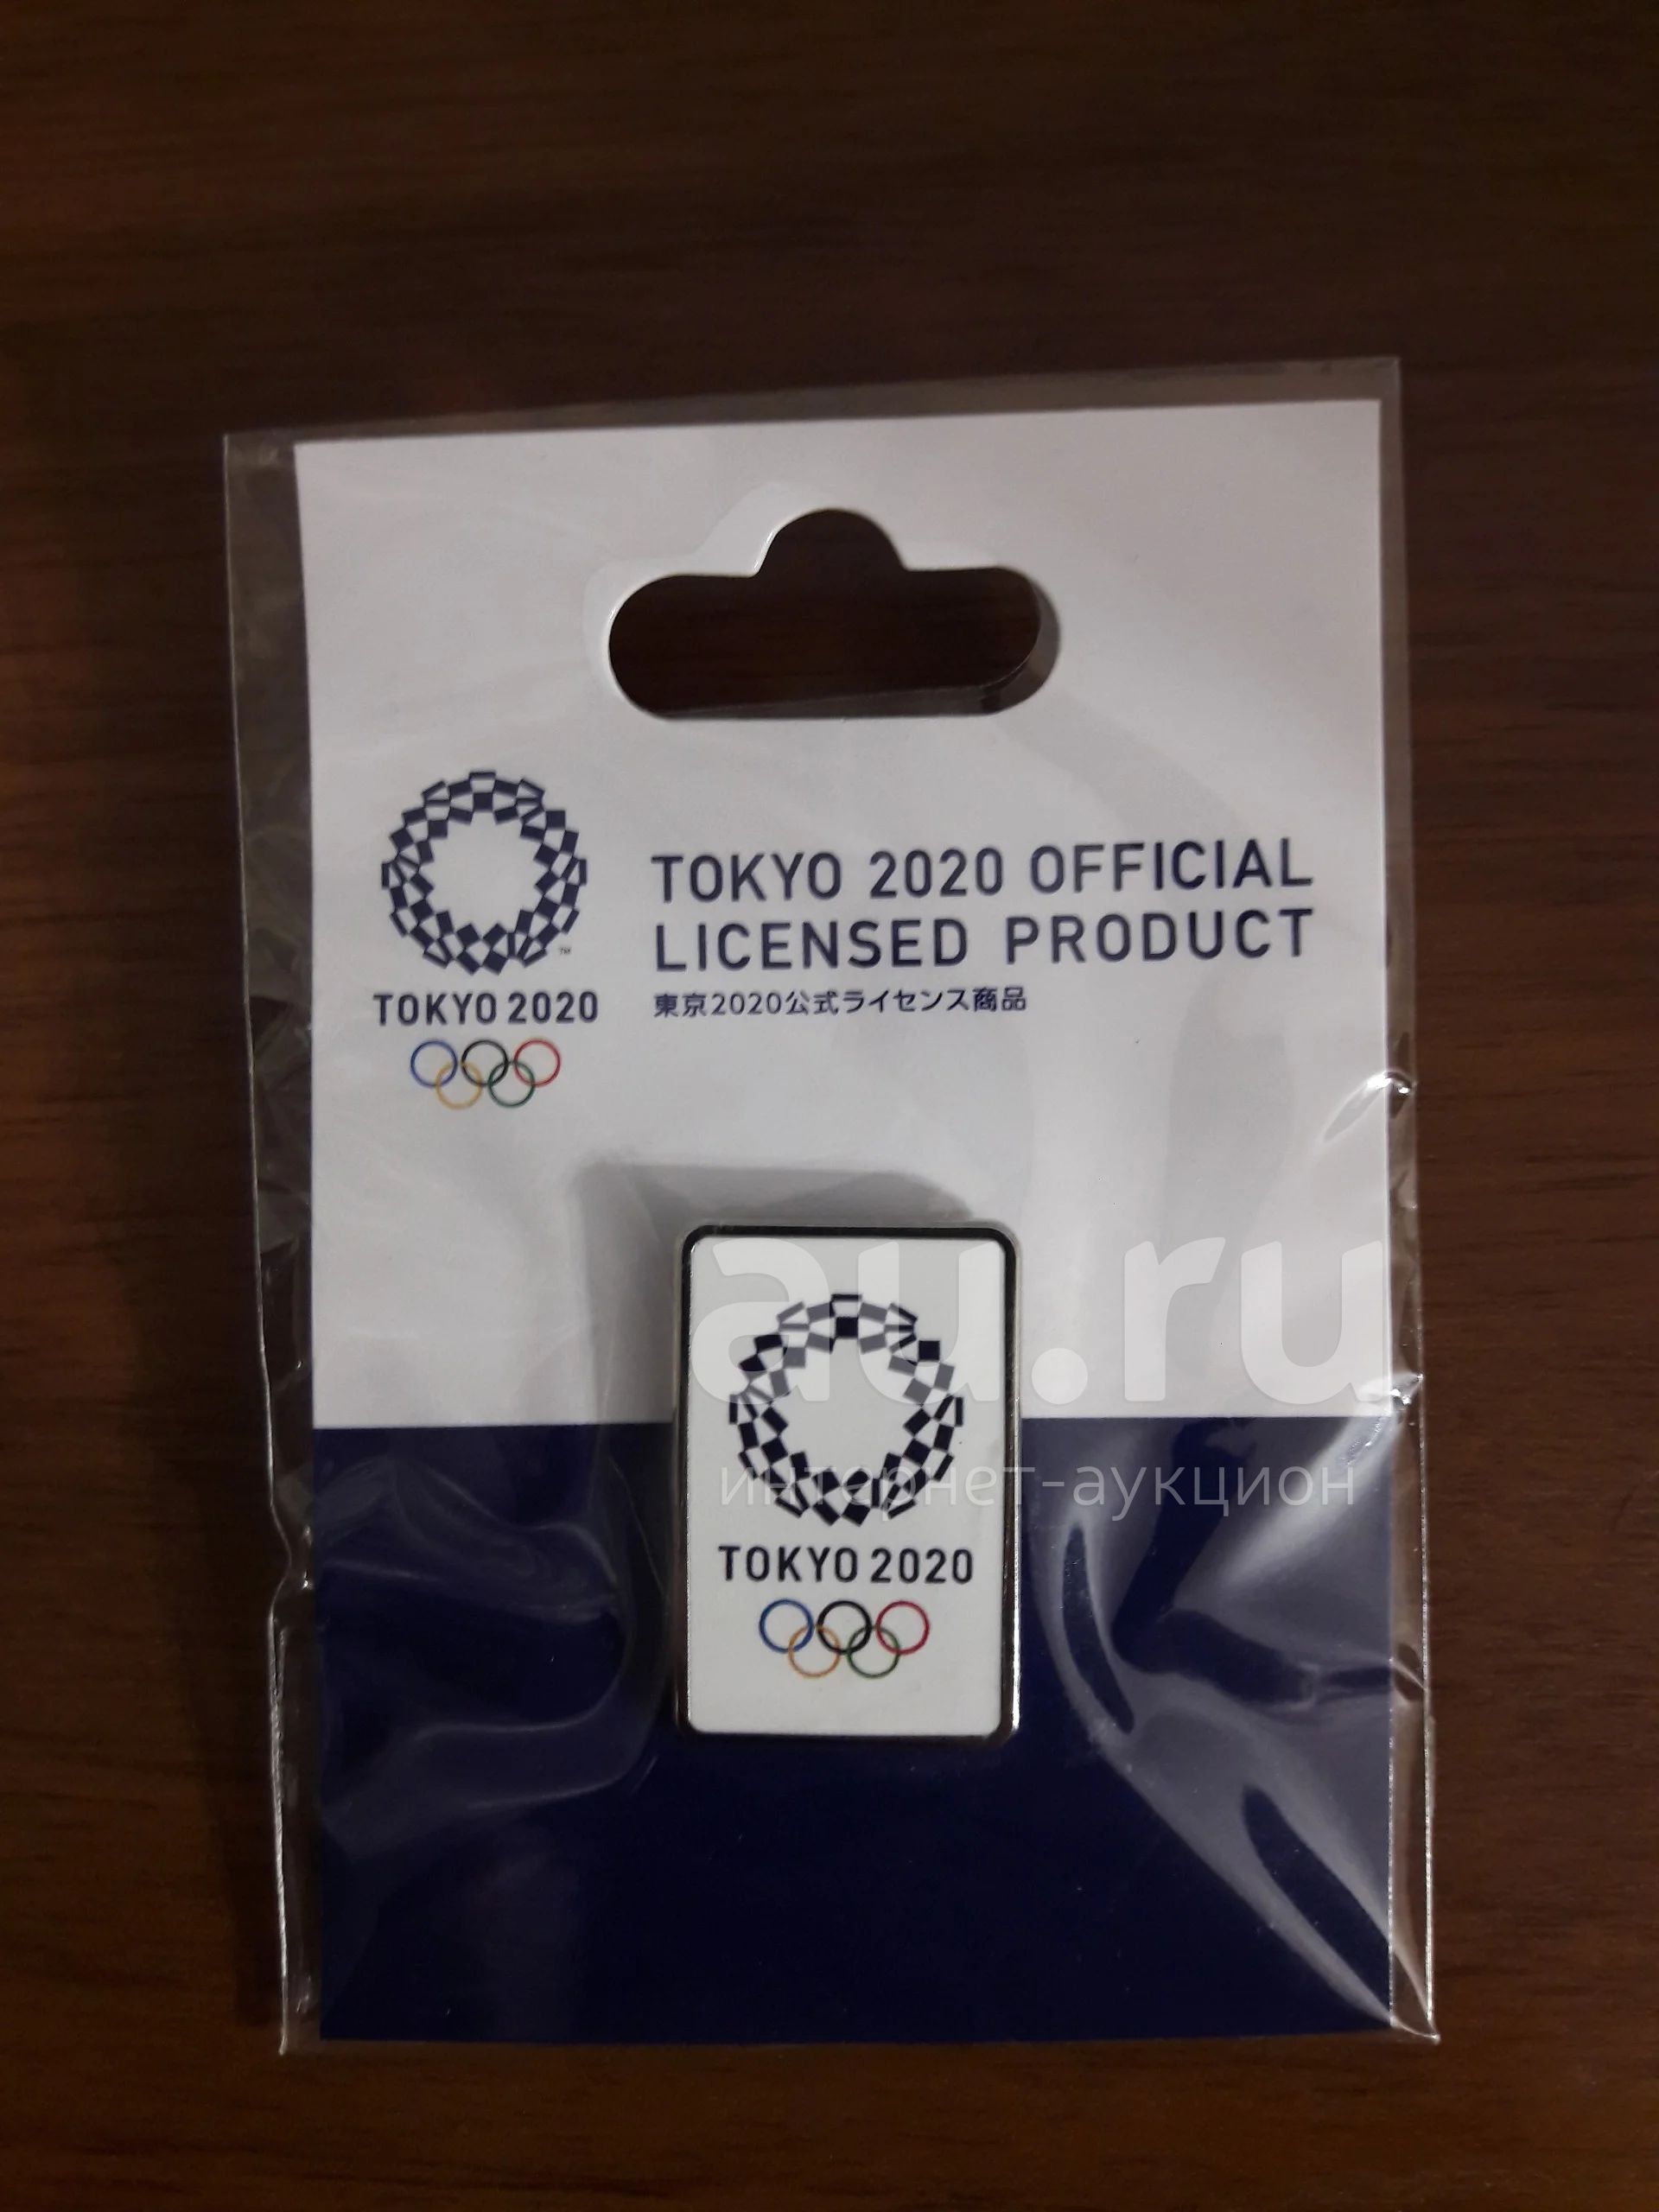 TOKYO 2020 OFFICIAL
LICENSED PRODUCT
東京2020公式ライセンス商品
TM
TOKYO 2020
au.ru
интернет-аукцион
TOKYO 2020